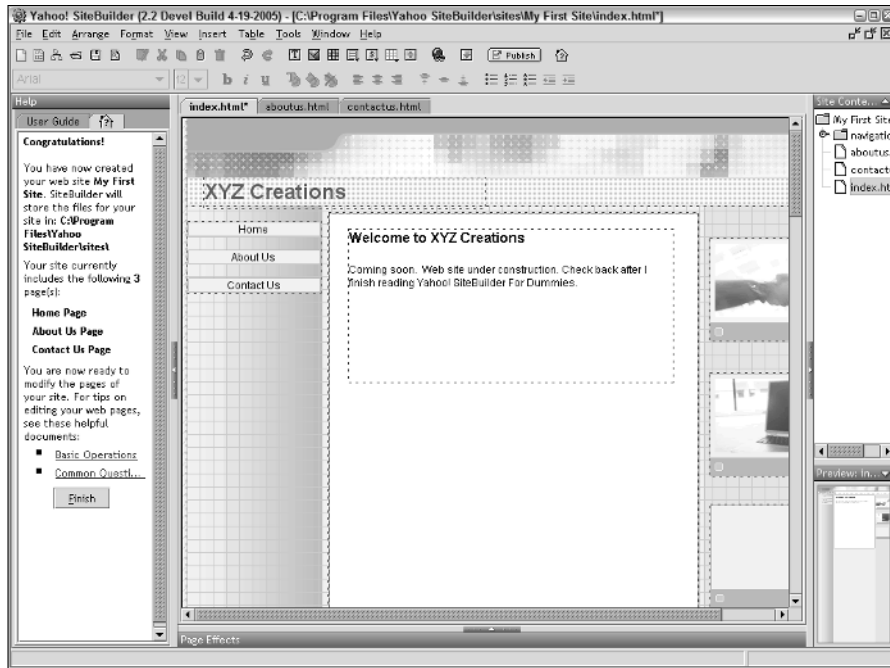 Yahoo! SiteBuilder (2.2 Devel Build 4-19-2005) - [C:\Program Files\Yahoo SiteBuilder\sites\My First Site\index.html*]
File Edit Arrange Format View Insert Table Tools Window Help
Publish
Arial 12 b i u
Help
User Guide
Congratulations!
You have now created
your web site My First
Site. SiteBuilder will
store the files for your
site in: C:\Program
Files\Yahoo
SiteBuilder\sites\
Your site currently
includes the following 3
page(s):
Home Page
About Us Page
Contact Us Page
You are now ready to
modify the pages of
your site. For tips on
editing your web pages,
see these helpful
documents:
Basic Operations
Common Questi...
Finish
index.html* aboutus.html contactus.html
XYZ Creations
Home
About Us
Contact Us
Welcome to XYZ Creations
Coming soon. Web site under construction. Check back after I
finish reading Yahoo! SiteBuilder For Dummies.
Page Effects
Site Conte...
My First Site
navigatio
aboutus.
contactu
index.ht
Preview: in...